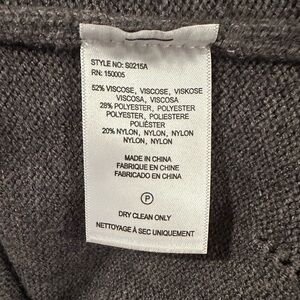 STYLE NO: S0215A
RN: 150005
52% VISCOSE, VISCOSE, VISKOSE
VISCOSA, VISCOSA
28% POLYESTER, POLYESTER
POLYESTER, POLIESTERE
POLIÉSTER
20% NYLON, NYLON, NYLON
NYLON, NYLON
MADE IN CHINA
FABRIQUE EN CHINE
FABRICADO EN CHINA
P
DRY CLEAN ONLY
NETTOYAGE À SEC UNIQUEMENT